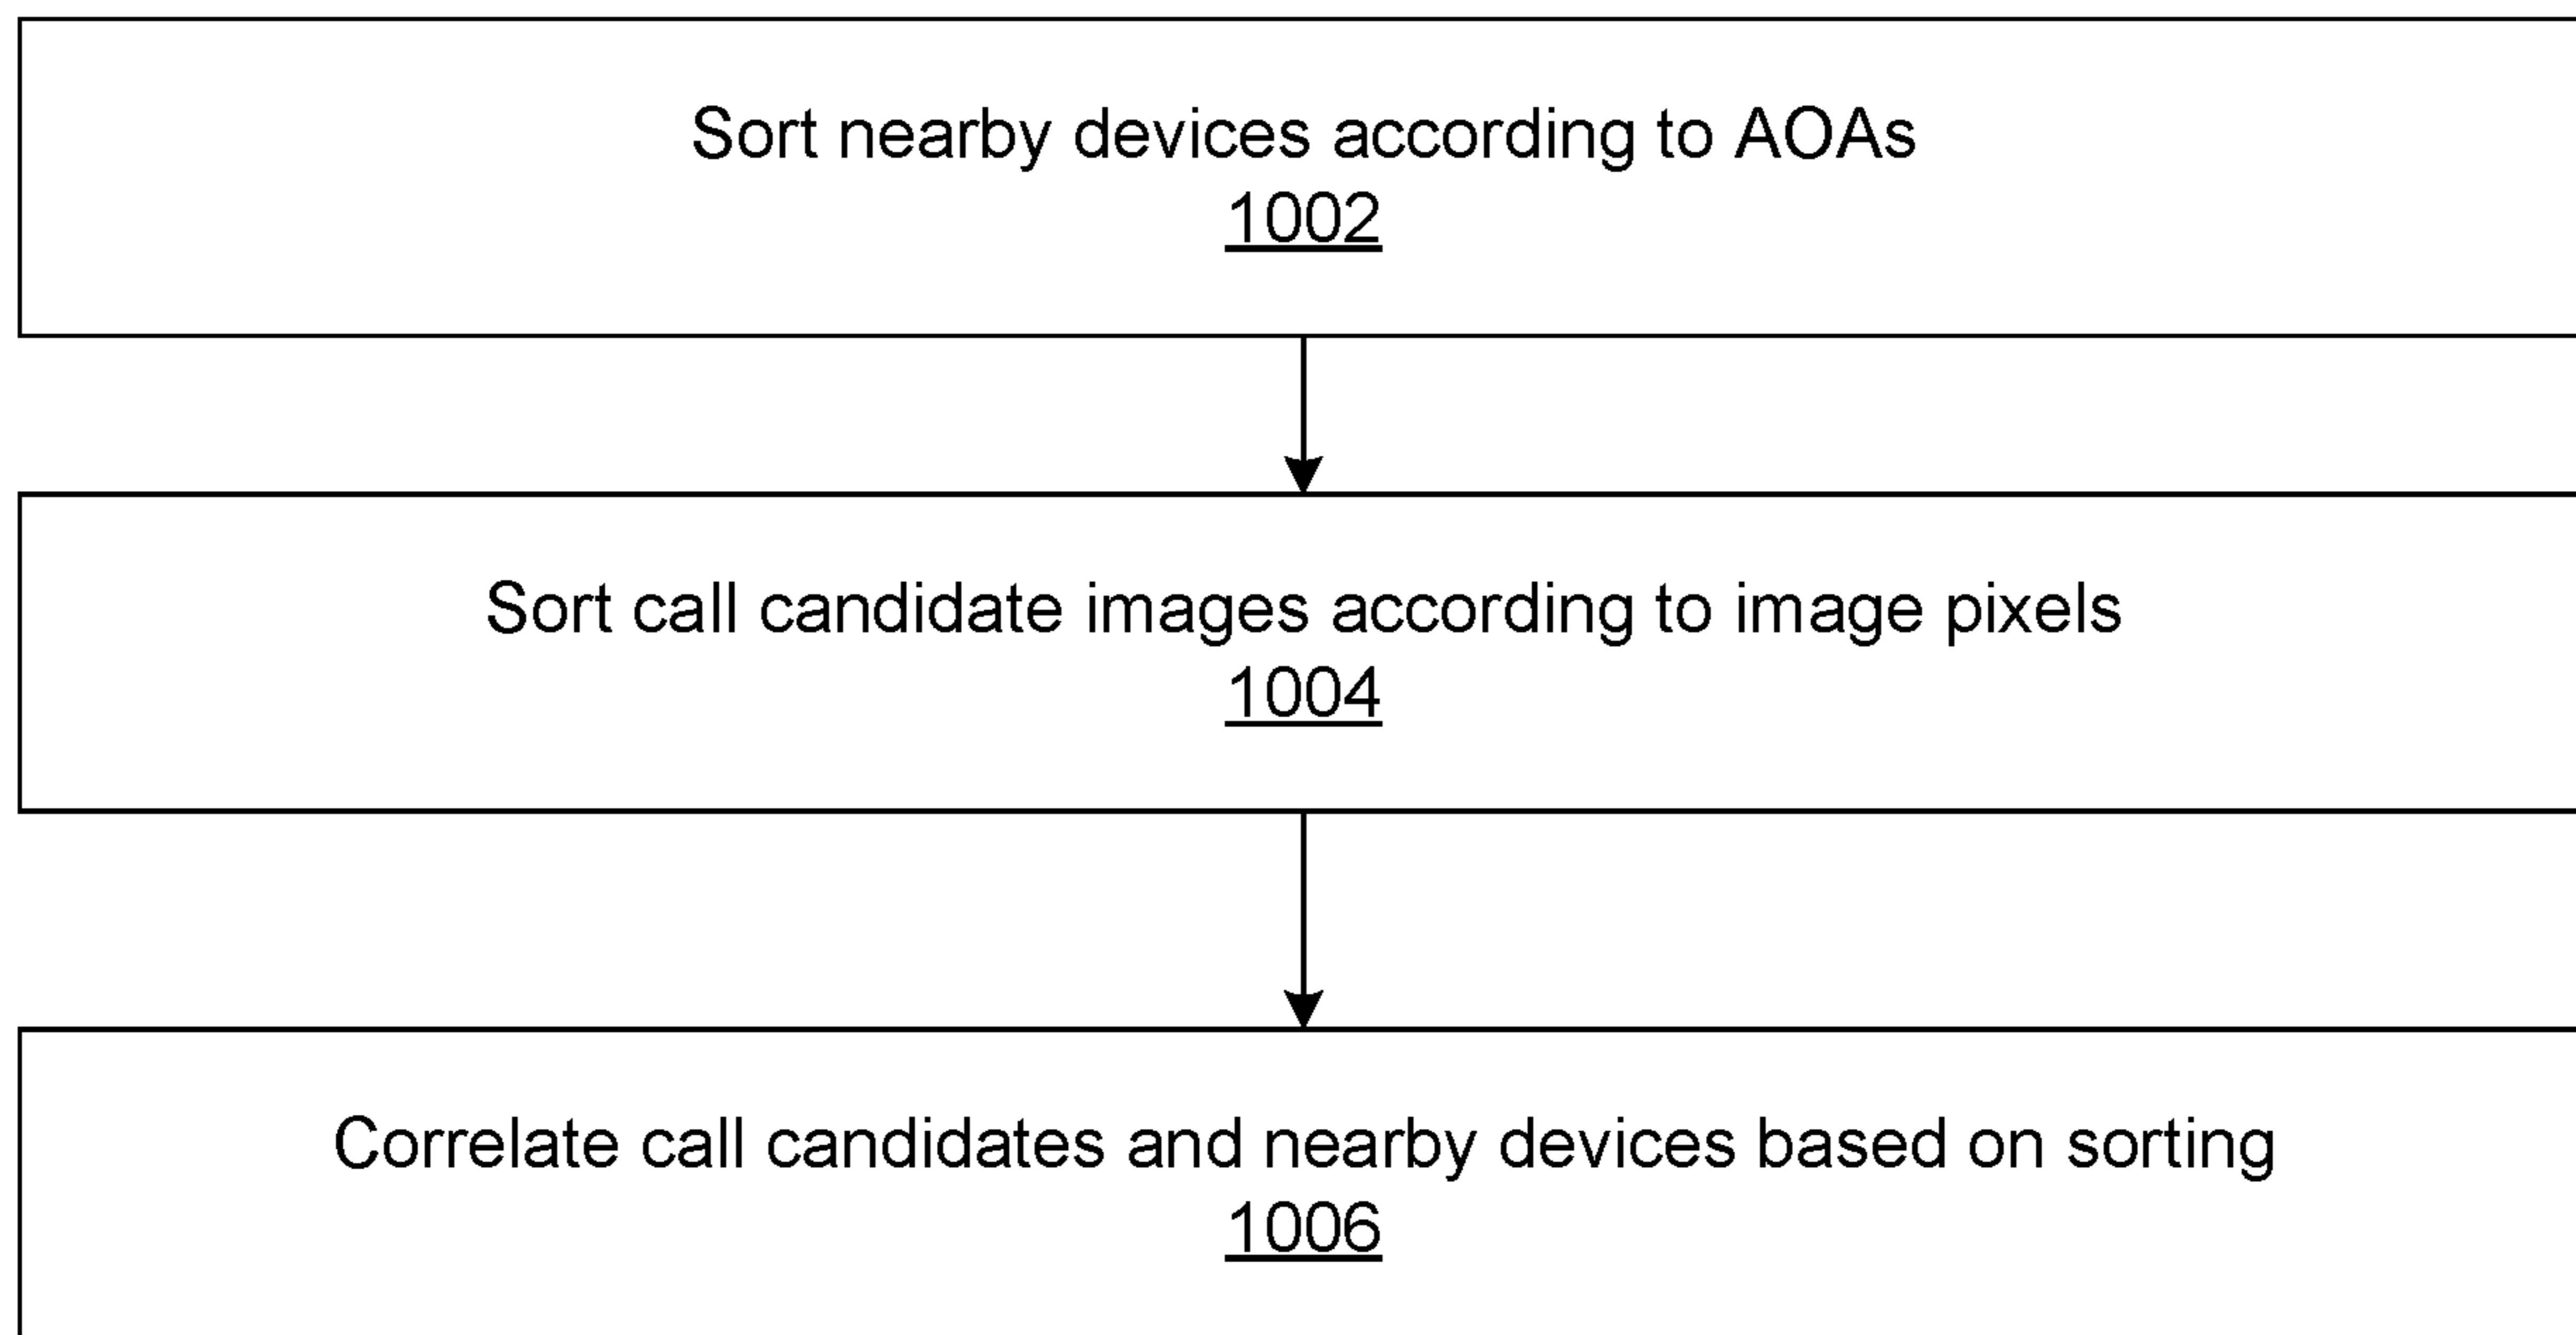 Sort nearby devices according to AOAs
1002
Sort call candidate images according to image pixels
1004
Correlate call candidates and nearby devices based on sorting
1006